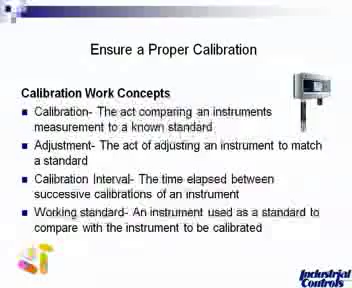 Ensure a Proper Calibration
Calibration Work Concepts
Calibration- The act comparing an instruments
measurement to a known standard
Adjustment- The act of adjusting an instrument to match
a standard
Calibration Interval- The time elapsed between
successive calibrations of an instrument
Working standard- An instrument used as a standard to
compare with the instrument to be calibrated
Industrial
Controls